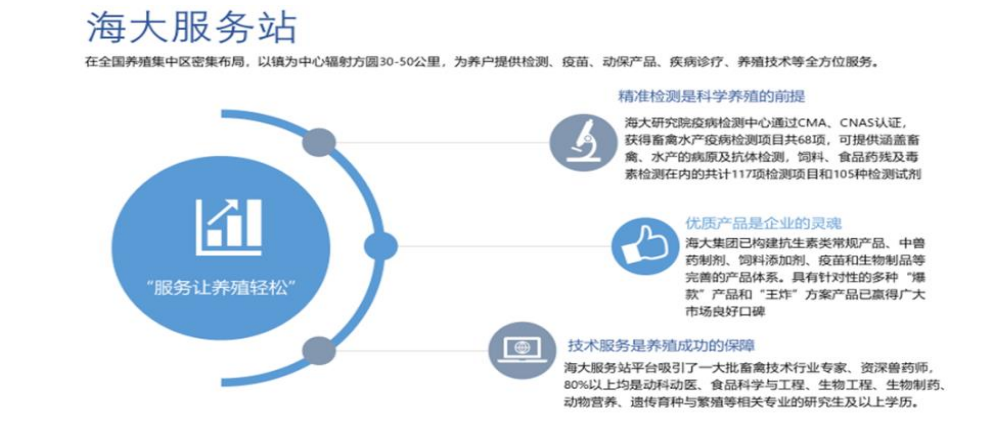 海大服务站
在全国养殖集中区密集布局，以镇为中心辐射方圆30-50公里，为养户提供检测、疫苗、动保产品、疾病诊疗、养殖技术等全方位服务。
精准检测是科学养殖的前提
海大研究院疫病检测中心通过CMA、CNAS认证，
获得畜禽水产疫病检测项目共68项，可提供涵盖畜
禽、水产的病原及抗体检测，饲料、食品药残及毒
素检测在内的共计117项检测项目和105种检测试剂
优质产品是企业的灵魂
海大集团已构建抗生素类常规产品、中兽
药制剂、饲料添加剂、疫苗和生物制品等
完善的产品体系。具有针对性的多种“爆
款”产品和“王炸”方案产品已赢得广大
市场良好口碑
“服务让养殖轻松”
技术服务是养殖成功的保障
海大服务站平台吸引了一大批畜禽技术行业专家、资深兽药师，
80%以上均是动科动医、食品科学与工程、生物工程、生物制药、
动物营养、遗传育种与繁殖等相关专业的研究生及以上学历。